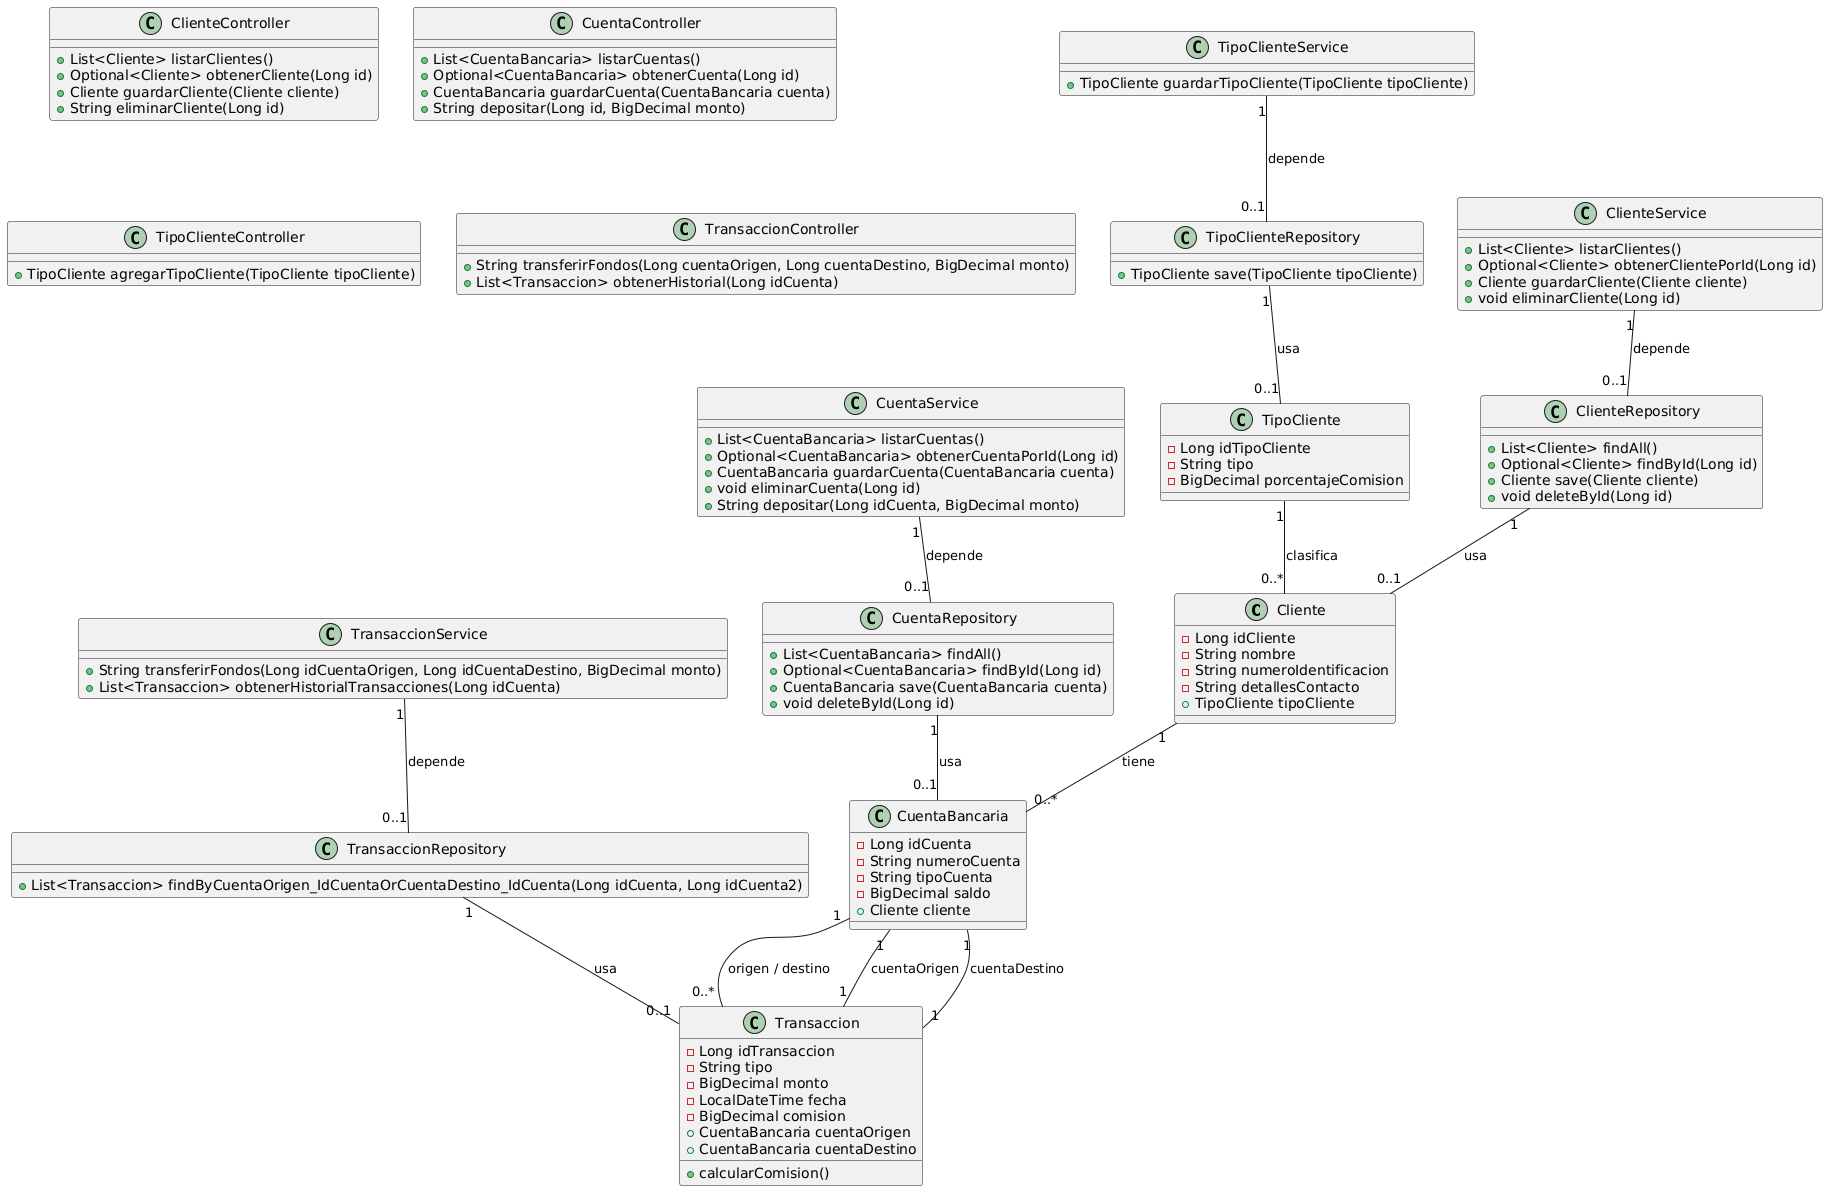 C ClienteController
List<Cliente> listarClientes()
Optional<Cliente> obtenerCliente(Long id)
Cliente guardarCliente(Cliente cliente)
String eliminarCliente(Long id)
C CuentaController
List<CuentaBancaria> listarCuentas()
Optional<CuentaBancaria> obtenerCuenta(Long id)
CuentaBancaria guardarCuenta(CuentaBancaria cuenta)
String depositar(Long id, BigDecimal monto)
C TipoClienteService
TipoCliente guardarTipoCliente(TipoCliente tipoCliente)
1
depende
0..1
C TipoClienteController
TipoCliente agregarTipoCliente(TipoCliente tipoCliente)
C TransaccionController
String transferirFondos(Long cuentaOrigen, Long cuentaDestino, BigDecimal monto)
List<Transaccion> obtenerHistorial(Long idCuenta)
C TipoClienteRepository
TipoCliente save(TipoCliente tipoCliente)
1
usa
0..1
C ClienteService
List<Cliente> listarClientes()
Optional<Cliente> obtenerClientePorId(Long id)
Cliente guardarCliente(Cliente cliente)
void eliminarCliente(Long id)
1
depende
0..1
C CuentaService
List<CuentaBancaria> listarCuentas()
Optional<CuentaBancaria> obtenerCuentaPorId(Long id)
CuentaBancaria guardarCuenta(CuentaBancaria cuenta)
void eliminarCuenta(Long id)
String depositar(Long idCuenta, BigDecimal monto)
1
depende
0..1
C TipoCliente
Long idTipoCliente
String tipo
BigDecimal porcentajeComision
1
clasifica
0..*
C ClienteRepository
List<Cliente> findAll()
Optional<Cliente> findById(Long id)
Cliente save(Cliente cliente)
void deleteById(Long id)
1
usa
0..1
C TransaccionService
String transferirFondos(Long idCuentaOrigen, Long idCuentaDestino, BigDecimal monto)
List<Transaccion> obtenerHistorialTransacciones(Long idCuenta)
1
depende
0..1
C CuentaRepository
List<CuentaBancaria> findAll()
Optional<CuentaBancaria> findById(Long id)
CuentaBancaria save(CuentaBancaria cuenta)
void deleteById(Long id)
1
usa
0..1
C Cliente
Long idCliente
String nombre
String numeroIdentificacion
String detallesContacto
TipoCliente tipoCliente
1
tiene
0..*
C TransaccionRepository
List<Transaccion> findByCuentaOrigen_IdCuentaOrCuentaDestino_IdCuenta(Long idCuenta, Long idCuenta2)
1
usa
0..1
C CuentaBancaria
Long idCuenta
String numeroCuenta
String tipoCuenta
BigDecimal saldo
Cliente cliente
1
origen / destino
0..*
1
cuentaOrigen
1
1
cuentaDestino
1
C Transaccion
Long idTransaccion
String tipo
BigDecimal monto
LocalDateTime fecha
BigDecimal comision
CuentaBancaria cuentaOrigen
CuentaBancaria cuentaDestino
calcularComision()